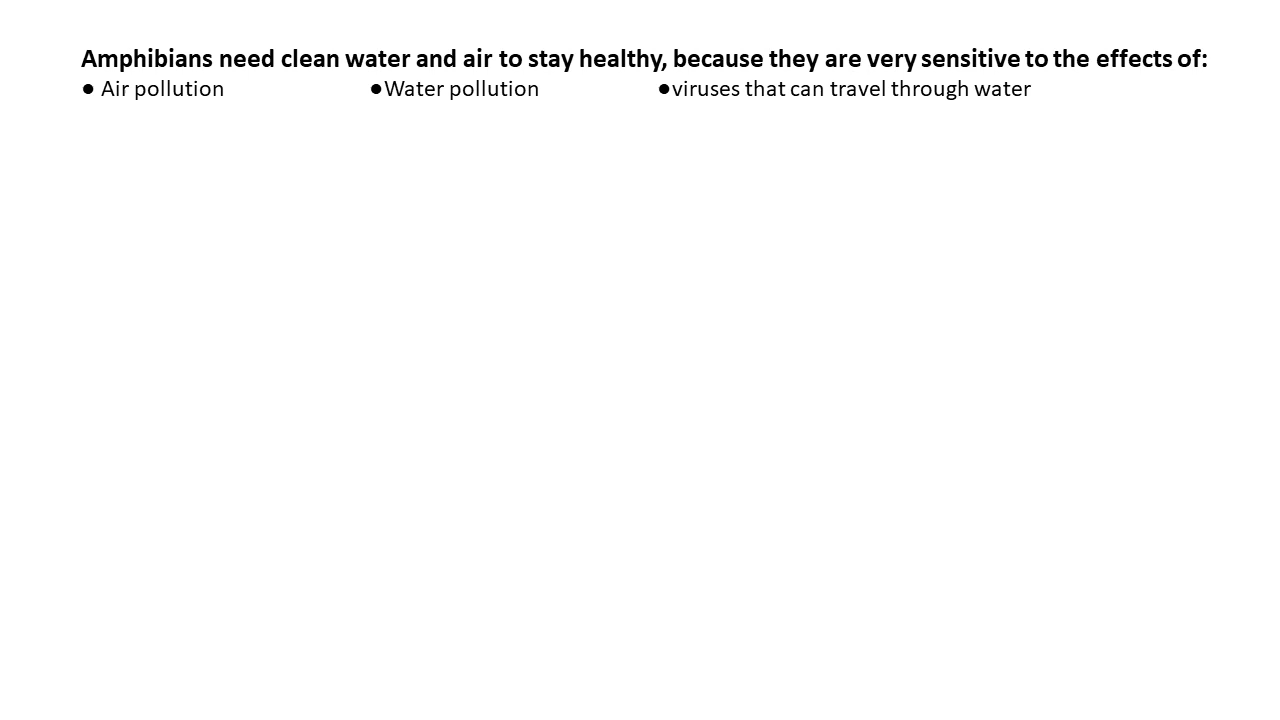 Amphibians need clean water and air to stay healthy, because they are very sensitive to the effects of:
● Air pollution ●Water pollution ●viruses that can travel through water